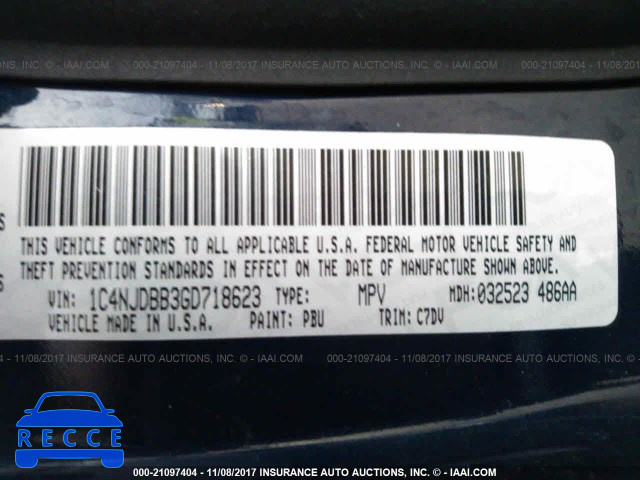 000-21097404 - 11/08/2017 INSURANCE AUTO AUCTIONS, INC. - © - IAAI.COM
THIS VEHICLE CONFORMS TO ALL APPLICABLE U.S.A. FEDERAL MOTOR VEHICLE SAFETY AND
THEFT PREVENTION STANDARDS IN EFFECT ON THE DATE OF MANUFACTURE SHOWN ABOVE.
VIN: 1C4NJDBB3GD718623 TYPE: MPV MDH:032523 486AA
VEHICLE MADE IN U.S.A. PAINT: PBU TRIM: C7DV
000-21097404 - 11/08/2017 INSURANCE AUTO AUCTIONS, INC. - © - IAAI.COM
RECCE
000-21097404 - 11/08/2017 INSURANCE AUTO AUCTIONS, INC. - © - IAAI.COM